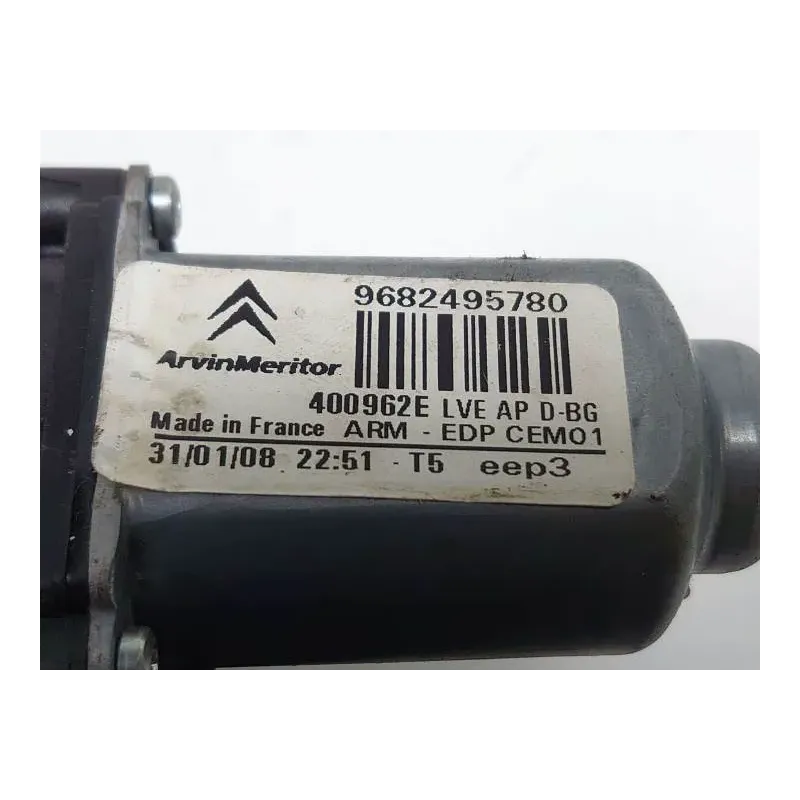 9682495780
ArvinMeritor
400962E LVE AP D-BG
Made in France ARM - EDP CEM01
31/01/08 22:51 - T5 eep3